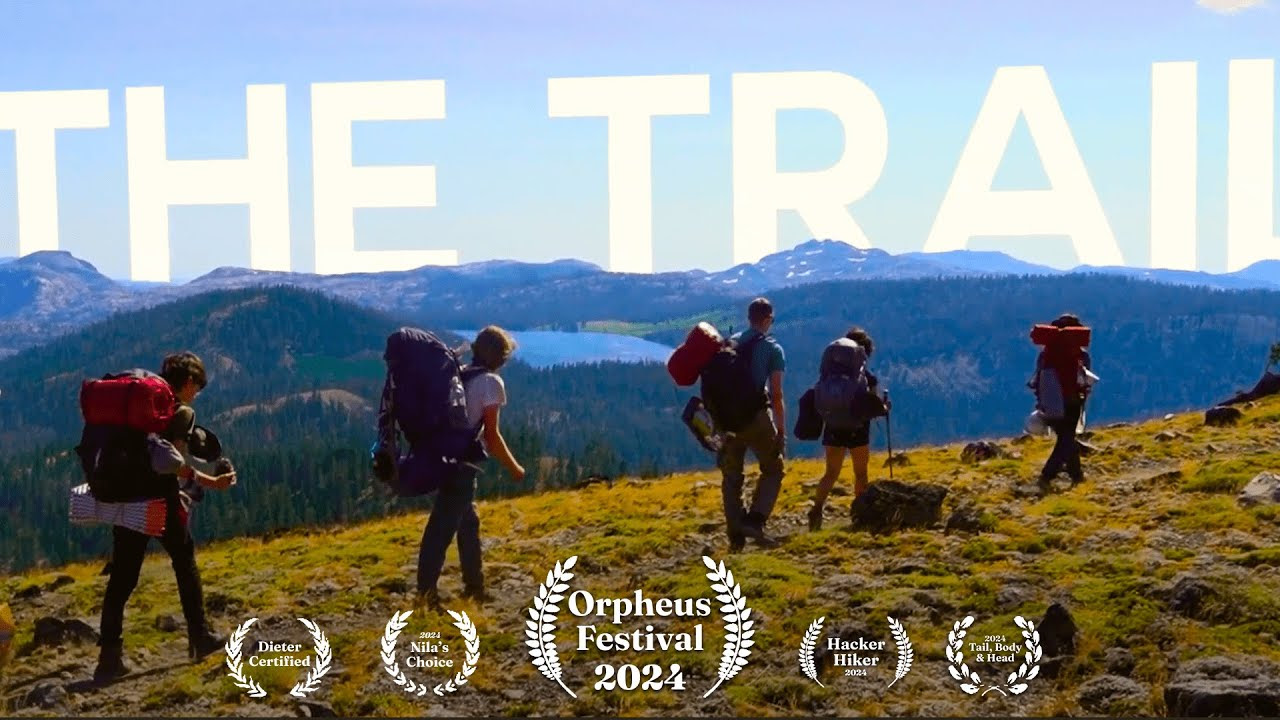 THE TRAIL
Dieter
Certified
2024
Nila's
Choice
Orpheus
Festival
2024
Hacker
Hiker
2024
2024
Tail, Body
& Head